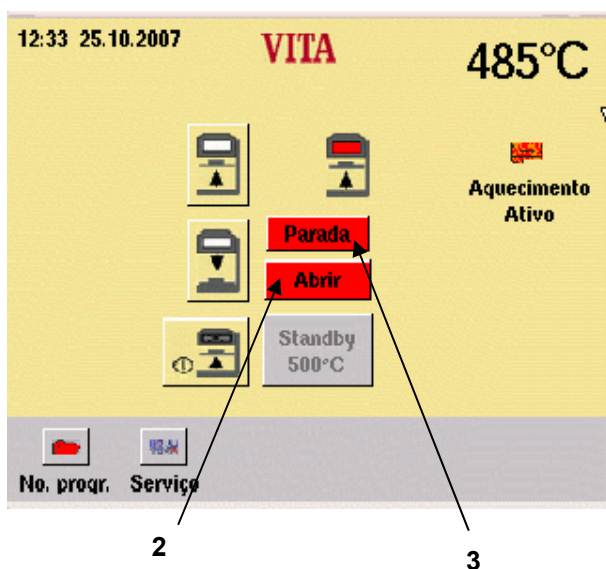 12:33 25.10.2007
VITA
485°C
Aquecimento
Ativo
Parada
Abrir
Standby
500°C
No. progr.
Serviço
2
3